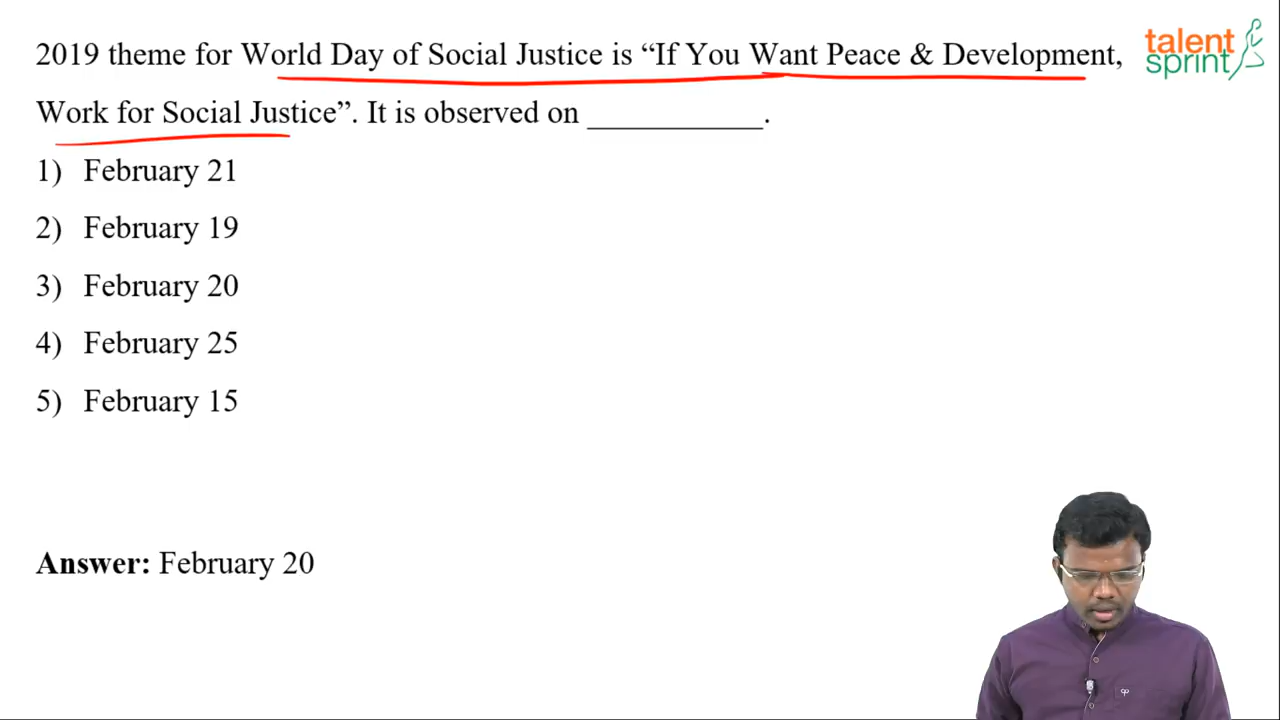 2019 theme for World Day of Social Justice is “If You Want Peace & Development,
Work for Social Justice”. It is observed on ___________.
1) February 21
2) February 19
3) February 20
4) February 25
5) February 15
Answer: February 20
talent
sprint